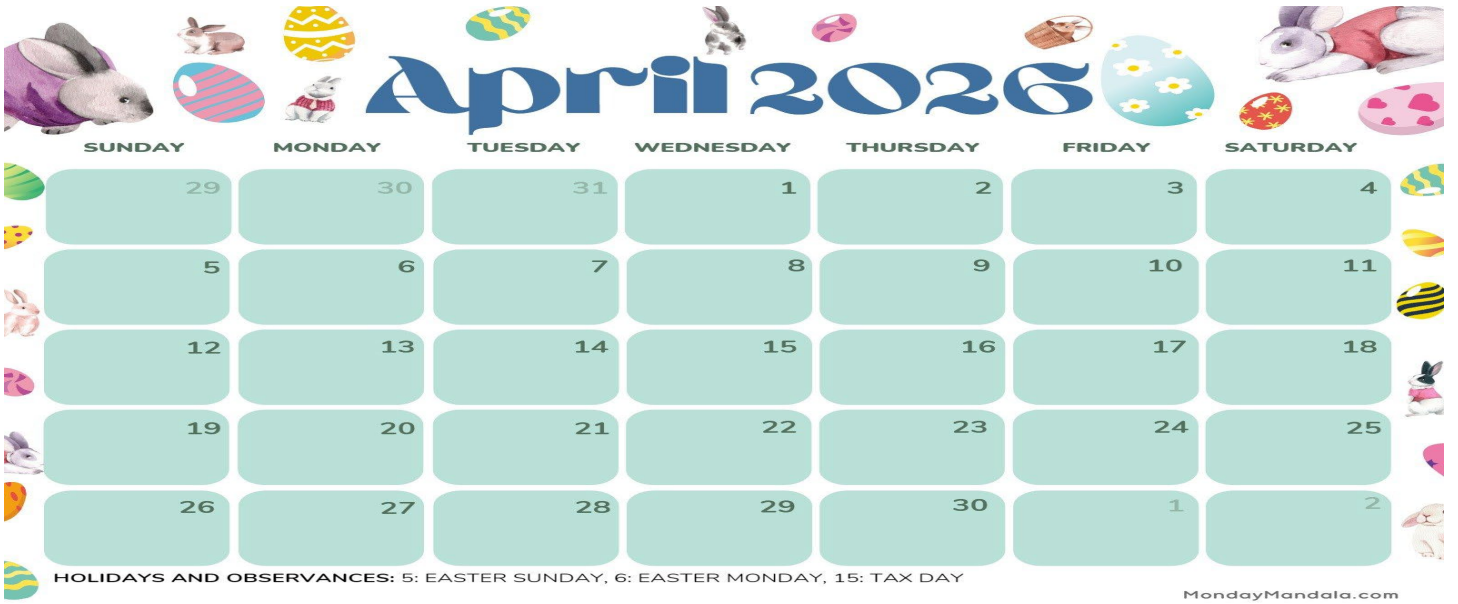 April 2026
SUNDAY MONDAY TUESDAY WEDNESDAY THURSDAY FRIDAY SATURDAY
29 30 31 1 2 3 4
5 6 7 8 9 10 11
12 13 14 15 16 17 18
19 20 21 22 23 24 25
26 27 28 29 30 1 2
HOLIDAYS AND OBSERVANCES: 5: EASTER SUNDAY, 6: EASTER MONDAY, 15: TAX DAY
MondayMandala.com